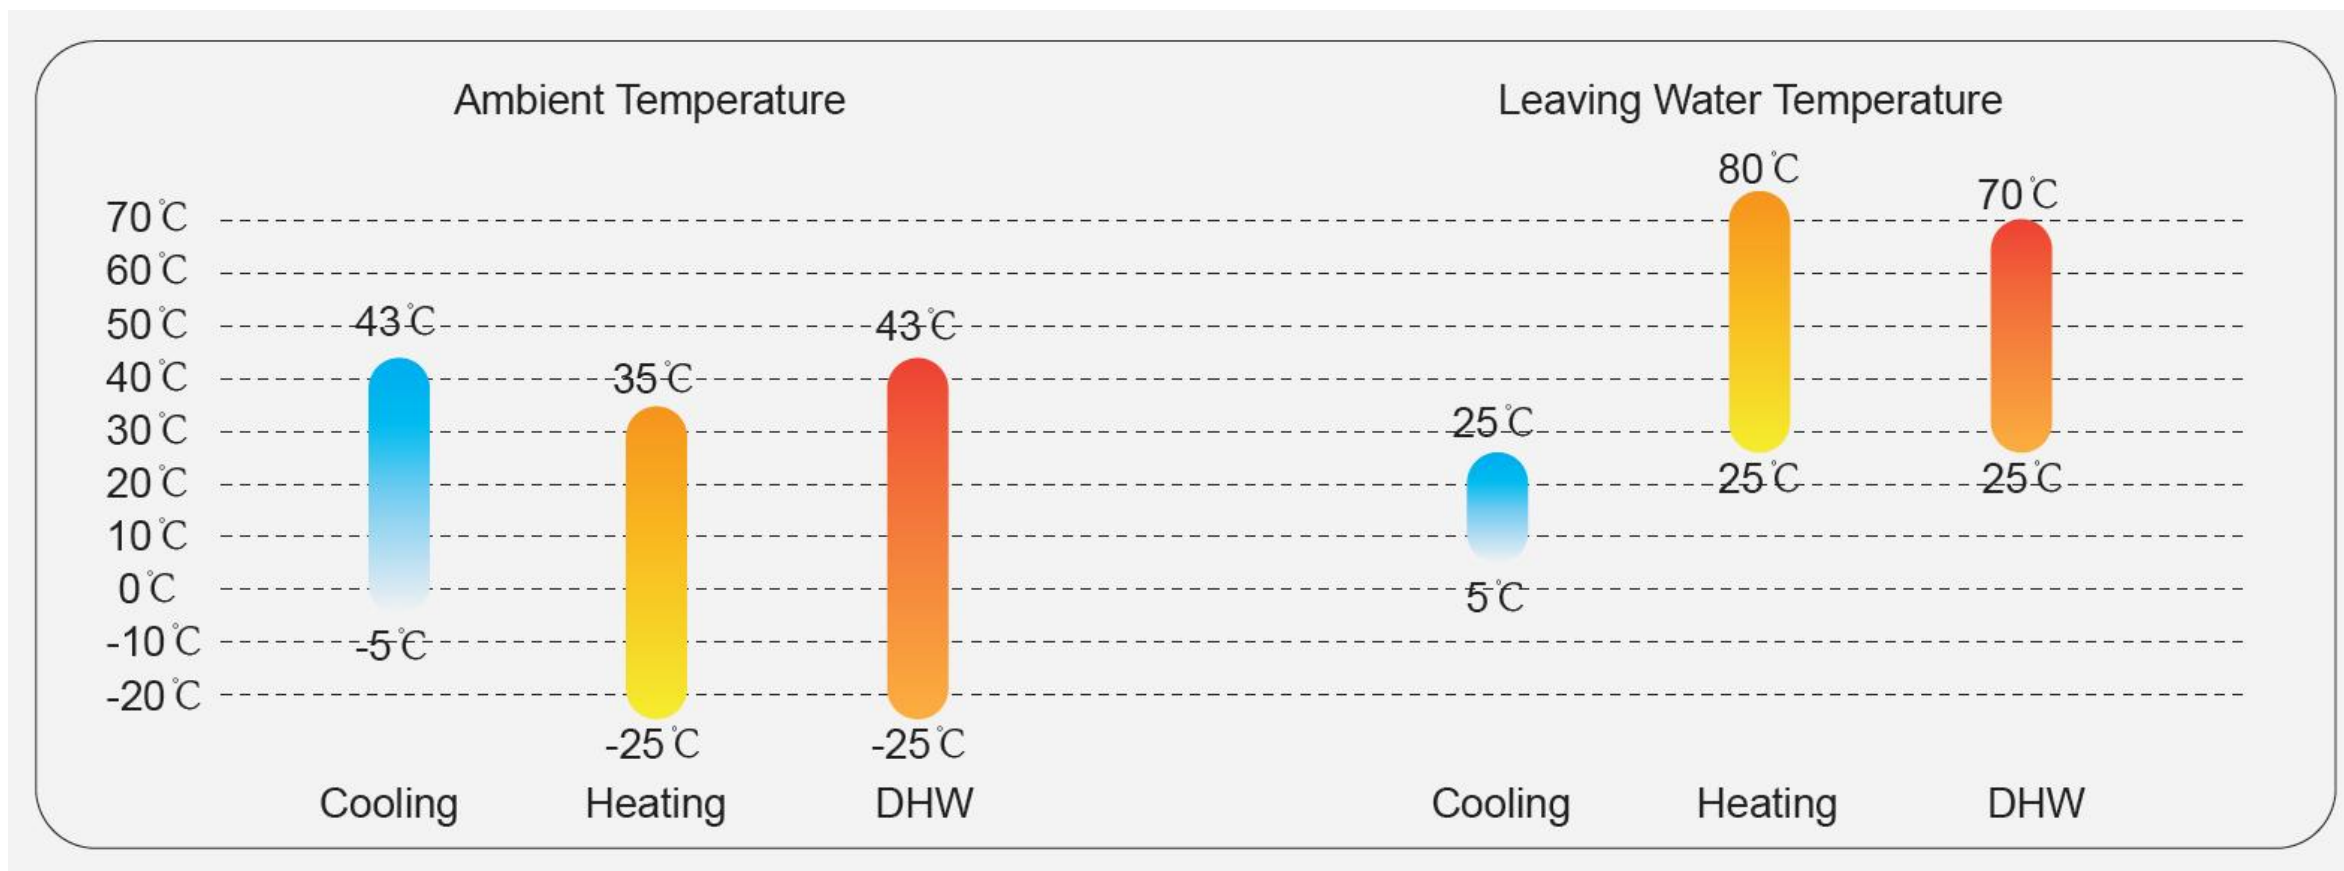 Ambient Temperature
Leaving Water Temperature
80℃
70℃
70℃
60℃
50℃
43℃
43℃
40℃
35℃
30℃
25℃
20℃
25℃
25℃
10℃
0℃
5℃
-10℃
-5℃
-20℃
-25℃
-25℃
Cooling
Heating
DHW
Cooling
Heating
DHW